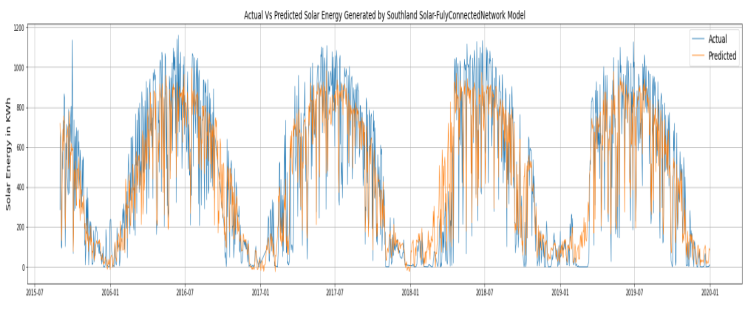 Actual Vs Predicted Solar Energy Generated by Southland Solar-FulyConnectedNetwork Model
Actual
Predicted
Solar Energy in KWh
1200
1000
800
600
400
200
0
2015-07 2016-01 2016-07 2017-01 2017-07 2018-01 2018-07 2019-01 2019-07 2020-01